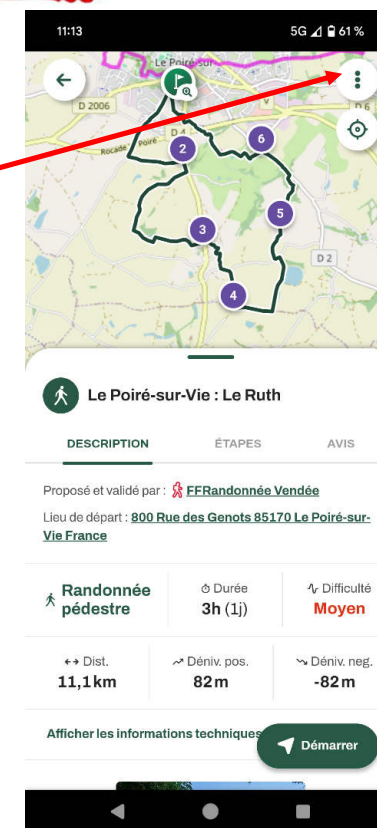 11:13
5G 61 %
Le Poiré-sur-
D 2006
V
D 6
D 4
Rocade - Poiré
2
6
5
3
D 2
4
Le Poiré-sur-Vie : Le Ruth
DESCRIPTION ÉTAPES AVIS
Proposé et validé par : FFRandonnée Vendée
Lieu de départ : 800 Rue des Genots 85170 Le Poiré-sur-
Vie France
Randonnée
pédestre
Durée
3h (1j)
Difficulté
Moyen
Dist.
11,1km
Déniv. pos.
82m
Déniv. neg.
-82m
Afficher les informations techniques
Démarrer